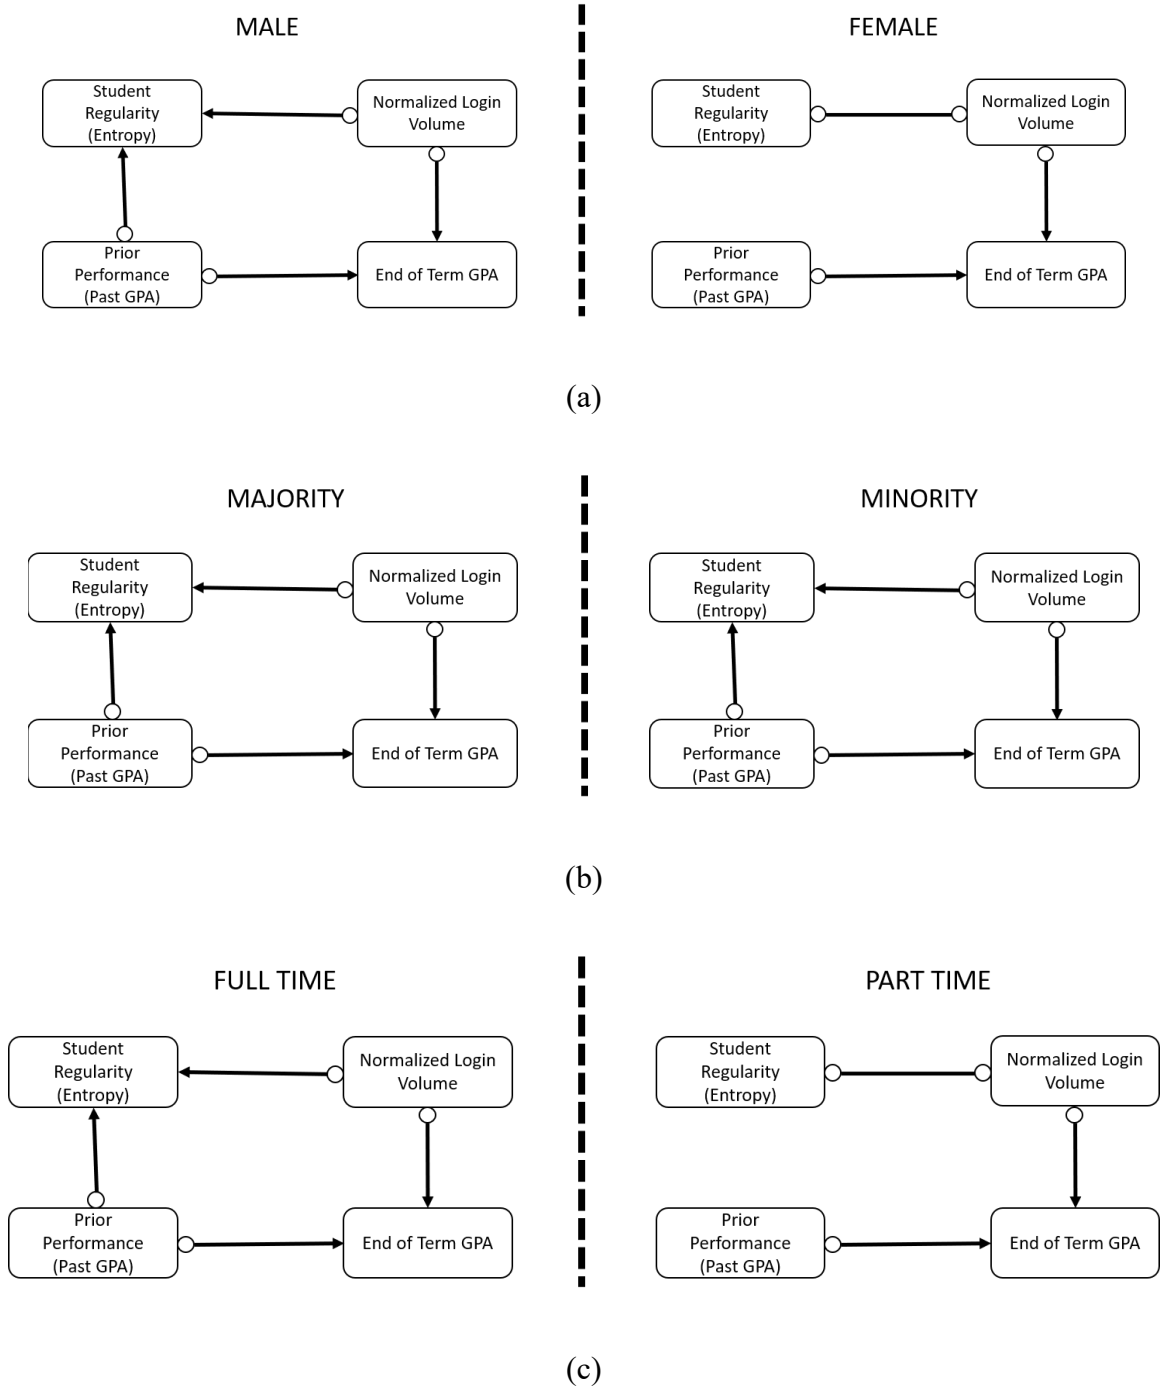 MALE
FEMALE
Student
Regularity
(Entropy)
Normalized Login
Volume
Prior
Performance
(Past GPA)
End of Term GPA
Student
Regularity
(Entropy)
Normalized Login
Volume
Prior
Performance
(Past GPA)
End of Term GPA
(a)
MAJORITY
MINORITY
Student
Regularity
(Entropy)
Normalized Login
Volume
Prior
Performance
(Past GPA)
End of Term GPA
Student
Regularity
(Entropy)
Normalized Login
Volume
Prior
Performance
(Past GPA)
End of Term GPA
(b)
FULL TIME
PART TIME
Student
Regularity
(Entropy)
Normalized Login
Volume
Prior
Performance
(Past GPA)
End of Term GPA
Student
Regularity
(Entropy)
Normalized Login
Volume
Prior
Performance
(Past GPA)
End of Term GPA
(c)